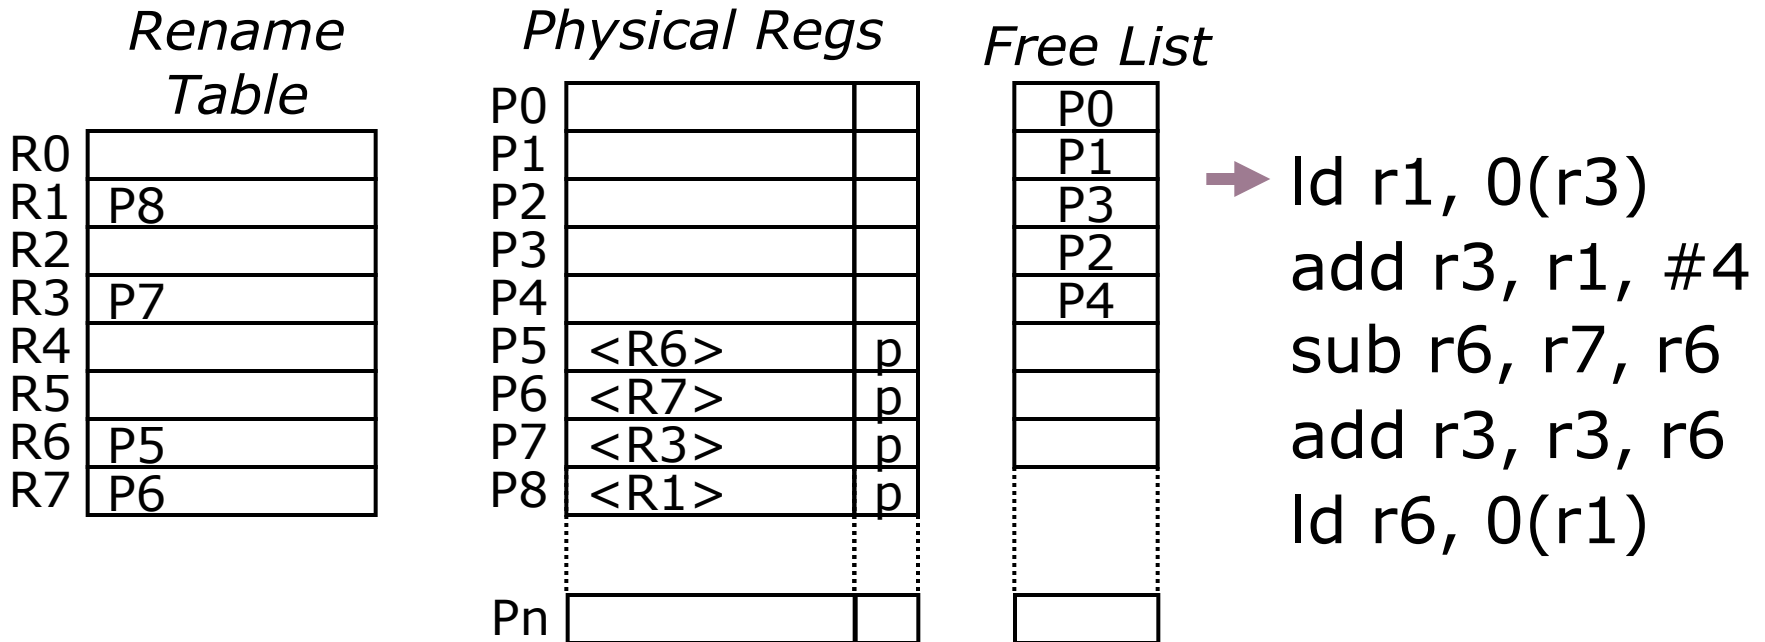 Rename
Table
R0
R1 P8
R2
R3 P7
R4
R5
R6 P5
R7 P6
Physical Regs
P0
P1
P2
P3
P4
P5 <R6> p
P6 <R7> p
P7 <R3> p
P8 <R1> p
Pn
Free List
P0
P1
P3
P2
P4
ld r1, 0(r3)
add r3, r1, #4
sub r6, r7, r6
add r3, r3, r6
ld r6, 0(r1)